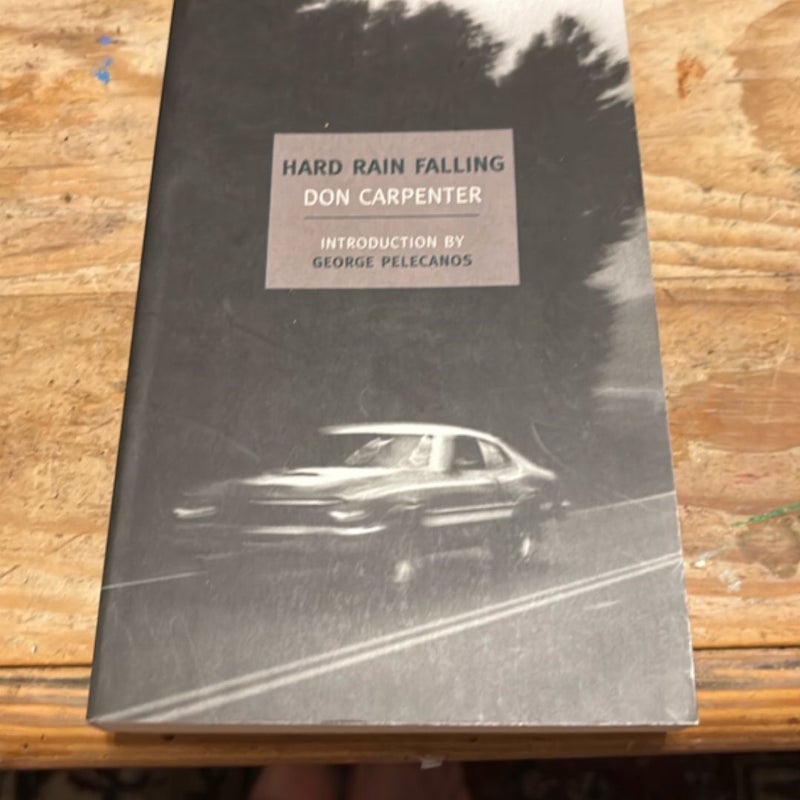 HARD RAIN FALLING
DON CARPENTER
INTRODUCTION BY
GEORGE PELECANOS